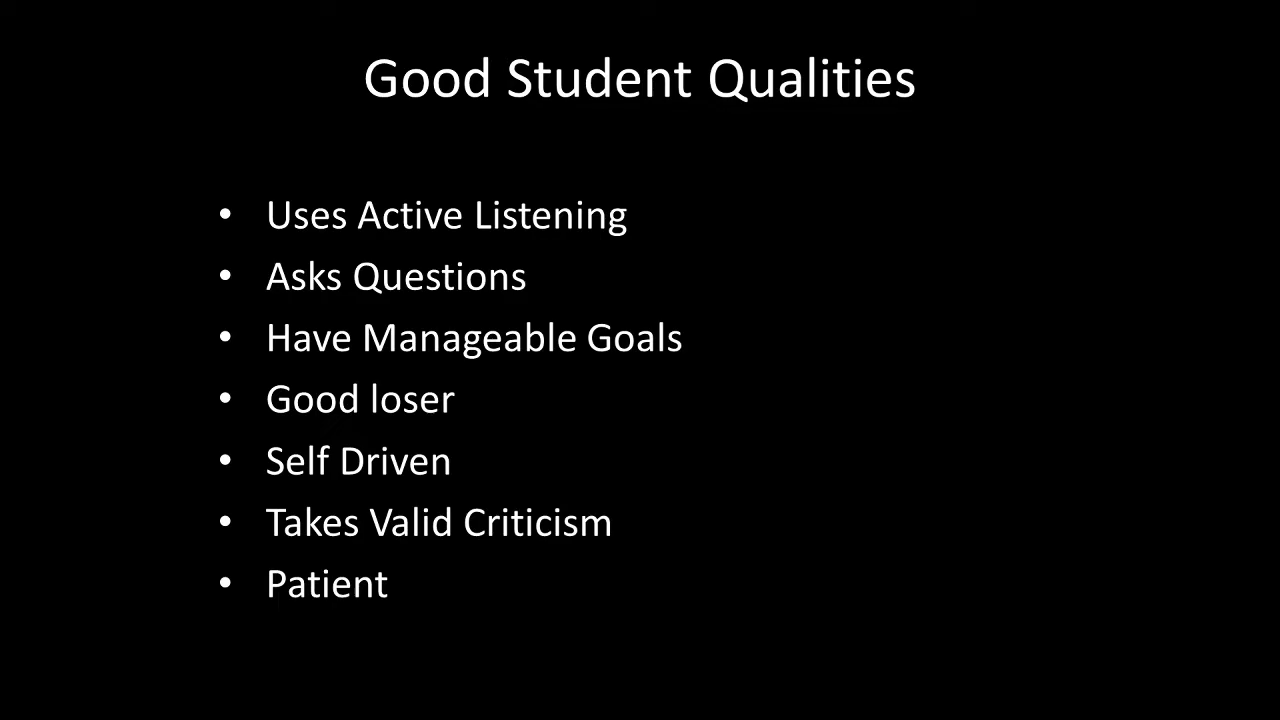 Good Student Qualities
• Uses Active Listening
• Asks Questions
• Have Manageable Goals
• Good loser
• Self Driven
• Takes Valid Criticism
• Patient